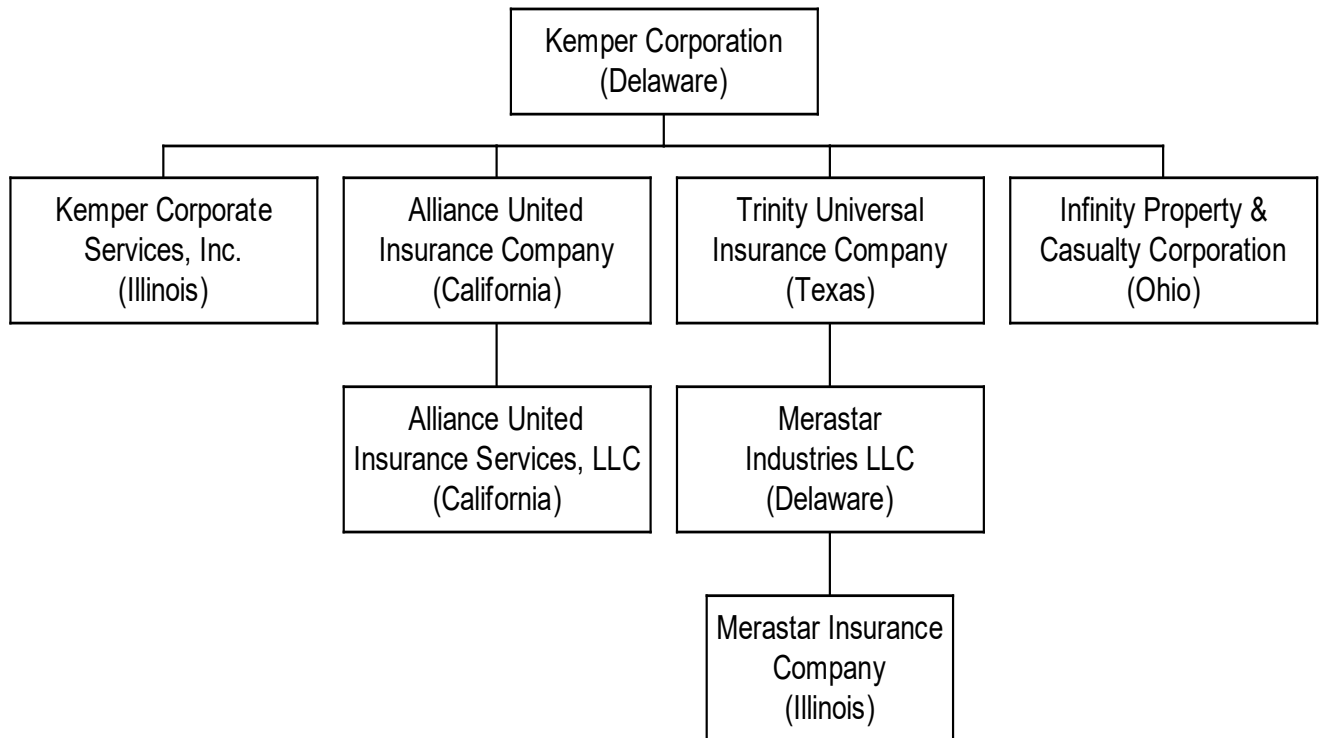 Kemper Corporation
(Delaware)
Kemper Corporate
Services, Inc.
(Illinois)
Alliance United
Insurance Company
(California)
Trinity Universal
Insurance Company
(Texas)
Infinity Property &
Casualty Corporation
(Ohio)
Alliance United
Insurance Services, LLC
(California)
Merastar
Industries LLC
(Delaware)
Merastar Insurance
Company
(Illinois)